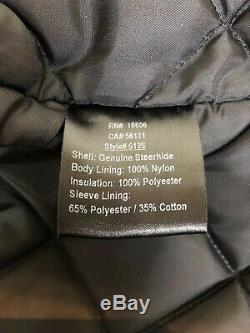 RN# 18606
CA# 56111
Style# 613S
Shell: Genuine Steerhide
Body Lining: 100% Nylon
Insulation: 100% Polyester
Sleeve Lining:
65% Polyester / 35% Cotton
ebay